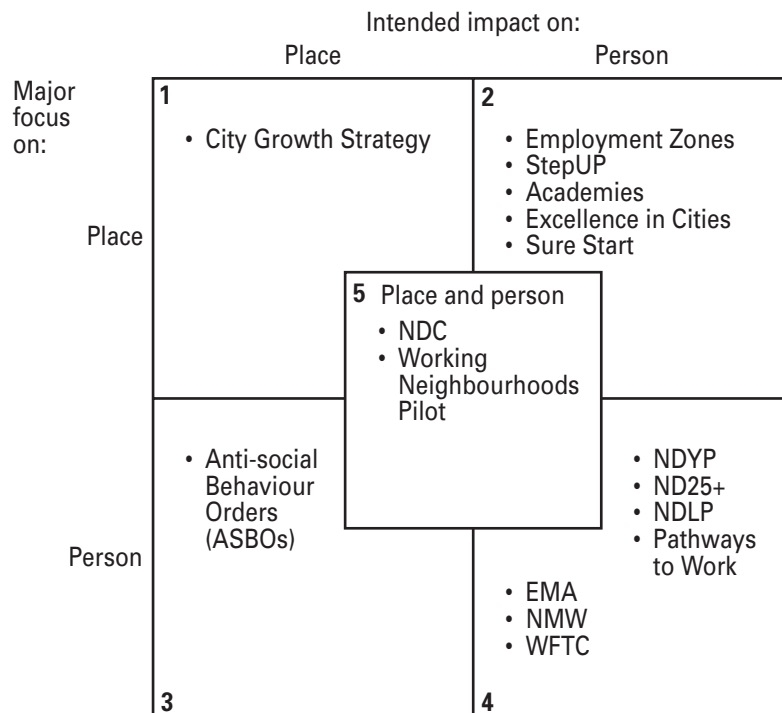 Intended impact on:
Place Person
Major
focus
on:
1
• City Growth Strategy
2
• Employment Zones
• StepUP
• Academies
• Excellence in Cities
• Sure Start
Place
5 Place and person
• NDC
• Working
Neighbourhoods
Pilot
• Anti-social
Behaviour
Orders
(ASBOs)
• NDYP
• ND25+
• NDLP
• Pathways
to Work
Person
• EMA
• NMW
• WFTC
3
4